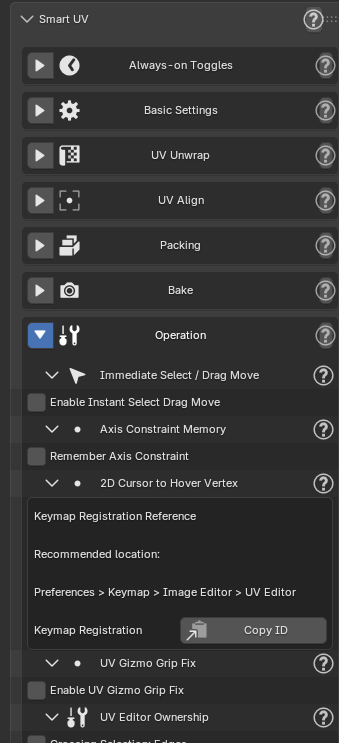 Smart UV
Always-on Toggles
Basic Settings
UV Unwrap
UV Align
Packing
Bake
Operation
Immediate Select / Drag Move
Enable Instant Select Drag Move
Axis Constraint Memory
Remember Axis Constraint
2D Cursor to Hover Vertex
Keymap Registration Reference
Recommended location:
Preferences > Keymap > Image Editor > UV Editor
Keymap Registration Copy ID
UV Gizmo Grip Fix
Enable UV Gizmo Grip Fix
UV Editor Ownership